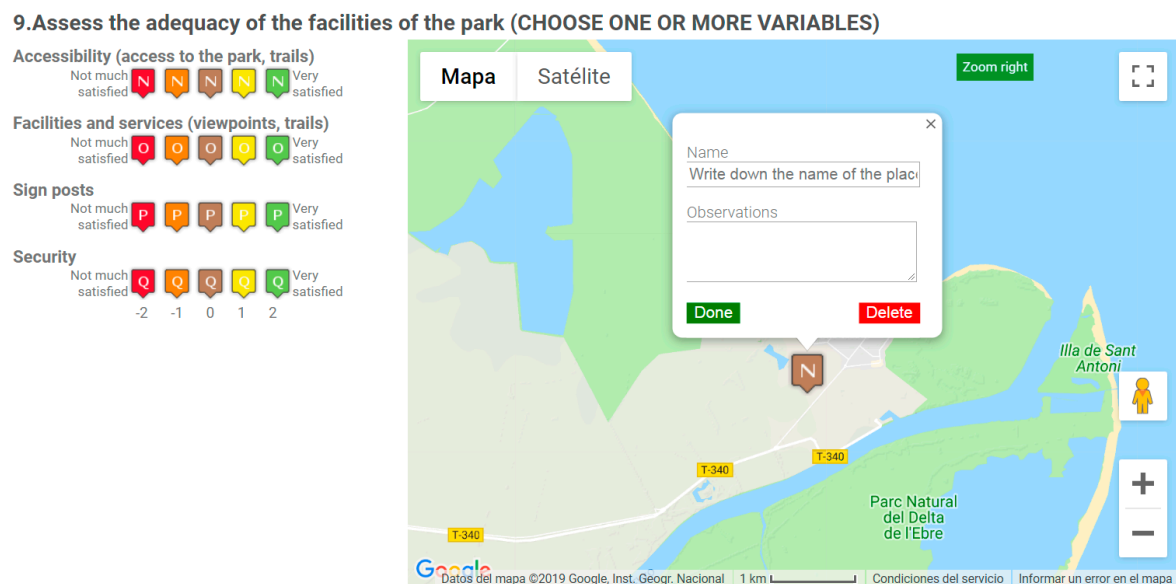 9.Assess the adequacy of the facilities of the park (CHOOSE ONE OR MORE VARIABLES)
Accessibility (access to the park, trails)
Not much satisfied N N N N N Very satisfied
Facilities and services (viewpoints, trails)
Not much satisfied O O O O O Very satisfied
Sign posts
Not much satisfied P P P P P Very satisfied
Security
Not much satisfied Q Q Q Q Q Very satisfied
-2 -1 0 1 2
Mapa Satélite
Zoom right
×
Name
Write down the name of the plac
Observations
Done Delete
N
Illa de Sant
Antoni
T-340
T-340
T-340
Parc Natural
del Delta
de l'Ebre
+
−
Google
Datos del mapa ©2019 Google, Inst. Geogr. Nacional 1 km Condiciones del servicio Informar un error en el map